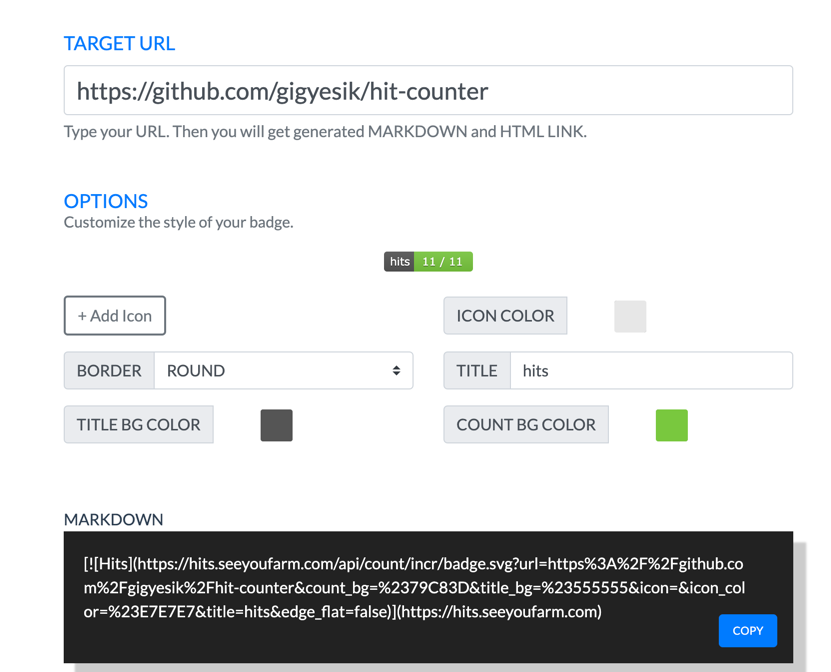 TARGET URL
https://github.com/gigyesik/hit-counter
Type your URL. Then you will get generated MARKDOWN and HTML LINK.
OPTIONS
Customize the style of your badge.
hits 11 / 11
+ Add Icon
ICON COLOR
BORDER ROUND
TITLE hits
TITLE BG COLOR
COUNT BG COLOR
MARKDOWN
[![Hits](https://hits.seeyoufarm.com/api/count/incr/badge.svg?url=https%3A%2F%2Fgithub.co
m%2Fgigyesik%2Fhit-counter&count_bg=%2379C83D&title_bg=%23555555&icon=&icon_col
or=%23E7E7E7&title=hits&edge_flat=false)](https://hits.seeyoufarm.com)
COPY